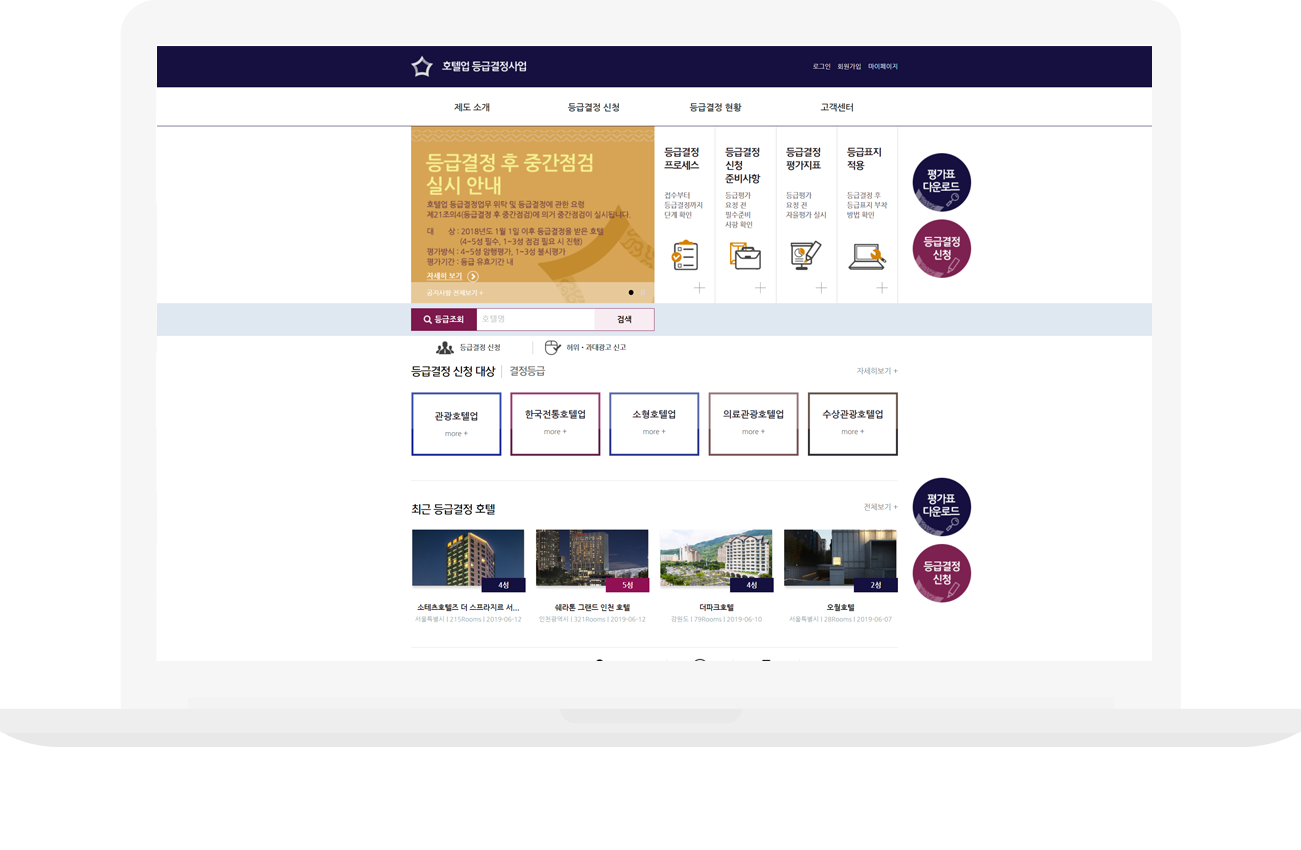 호텔업 등급결정사업
로그인 회원가입 마이페이지
제도 소개 등급결정 신청 등급결정 현황 고객센터
등급결정 후 중간점검
실시 안내
호텔업 등급결정업무 위탁 및 등급결정에 관한 요령
제21조의4(등급결정 후 중간점검)에 의거 중간점검이 실시됩니다.
대 상 : 2018년도 1월 1일 이후 등급결정을 받은 호텔
(4~5성 필수, 1~3성 점검 필요 시 진행)
평가방식 : 4~5성 암행평가, 1~3성 불시평가
평가기간 : 등급 유효기간 내
자세히 보기
공지사항 전체보기 +
등급결정
프로세스
접수부터
등급결정까지
단계 확인
등급결정
신청
준비사항
등급평가
요청 전
필수준비
사항 확인
등급결정
평가지표
등급평가
요청 전
자율평가 실시
등급표지
적용
등급결정 후
등급표지 부착
방법 확인
평가표
다운로드
등급결정
신청
등급조회 호텔명 검색
등급결정 신청 허위・과대광고 신고
등급결정 신청 대상 결정등급 자세히보기 +
관광호텔업 한국전통호텔업 소형호텔업 의료관광호텔업 수상관광호텔업
more + more + more + more + more +
평가표
다운로드
등급결정
신청
최근 등급결정 호텔 전체보기 +
4성 5성 4성 2성
소테츠호텔즈 더 스프라지르 서... 쉐라톤 그랜드 인천 호텔 더파크호텔 오월호텔
서울특별시 l 215Rooms l 2019-06-12 인천광역시 l 321Rooms l 2019-06-12 강원도 l 79Rooms l 2019-06-10 서울특별시 l 28Rooms l 2019-06-07